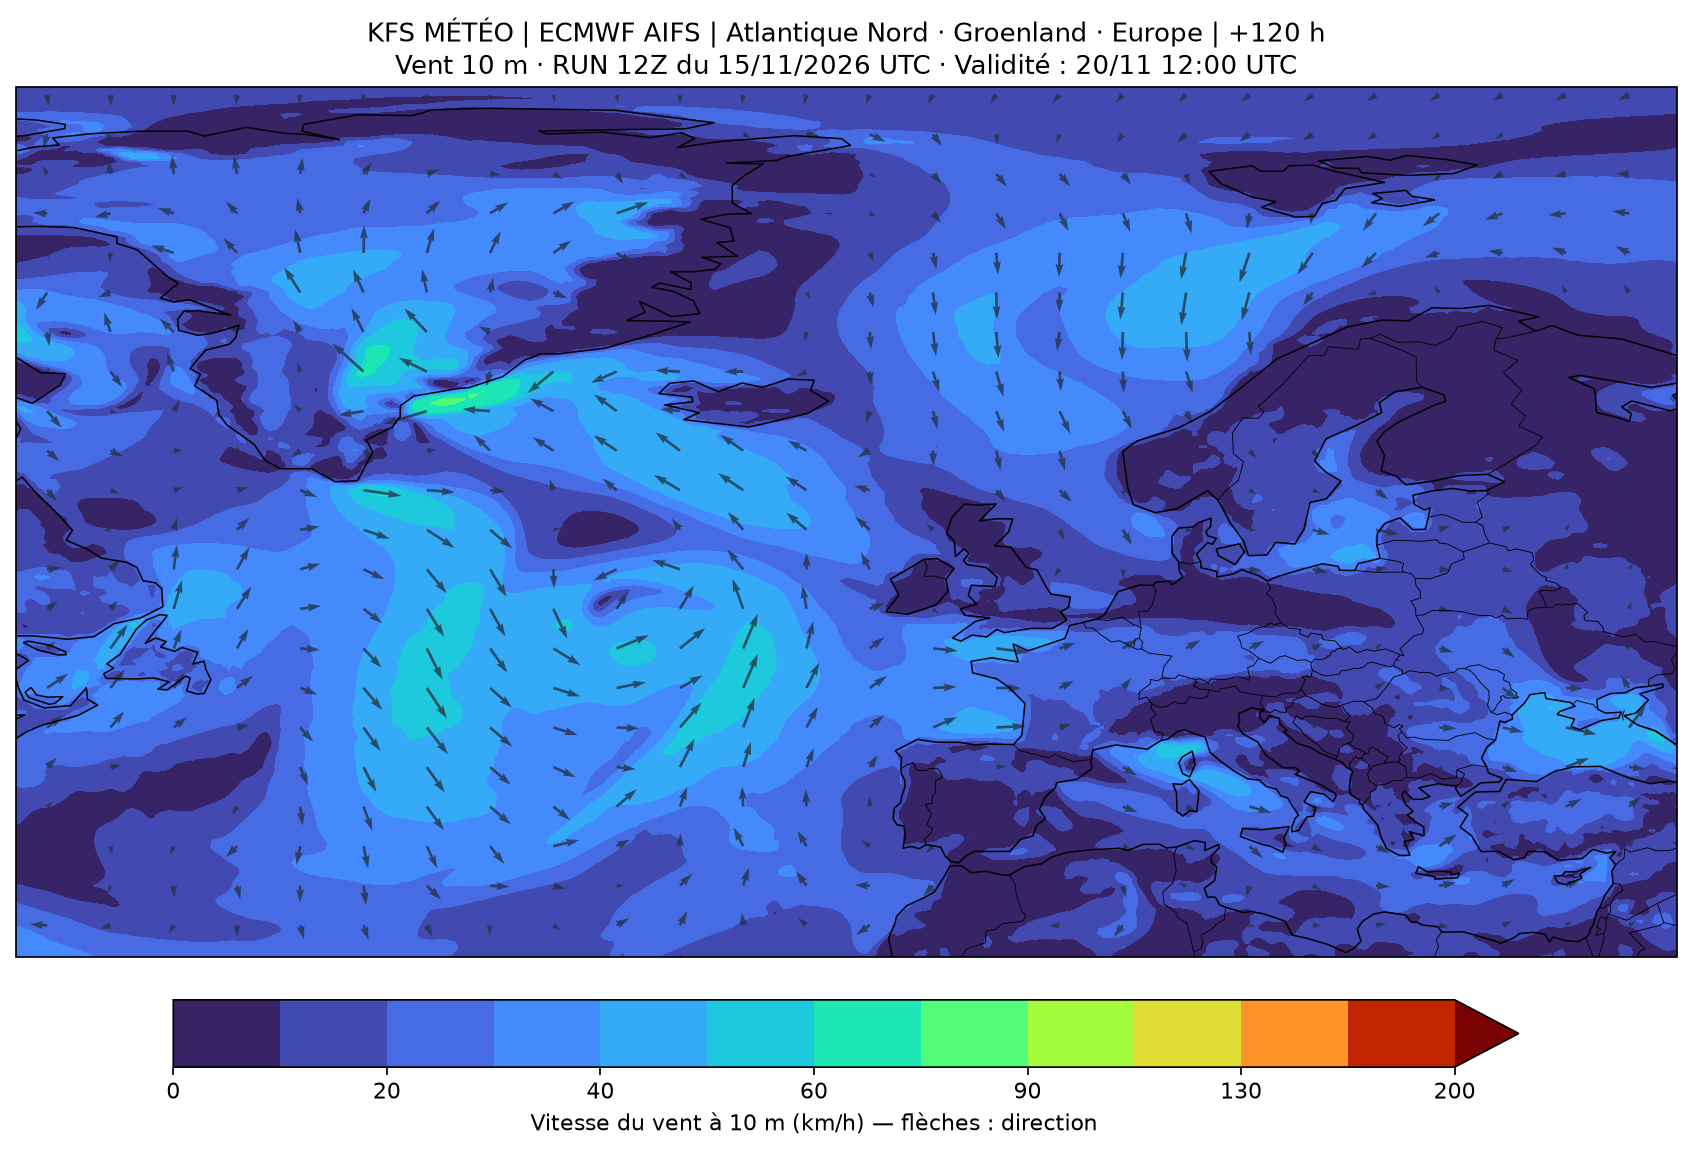 KFS MÉTÉO | ECMWF AIFS | Atlantique Nord · Groenland · Europe | +120 h
Vent 10 m · RUN 12Z du 15/11/2026 UTC · Validité : 20/11 12:00 UTC
0 20 40 60 90 130 200
Vitesse du vent à 10 m (km/h) — flèches : direction